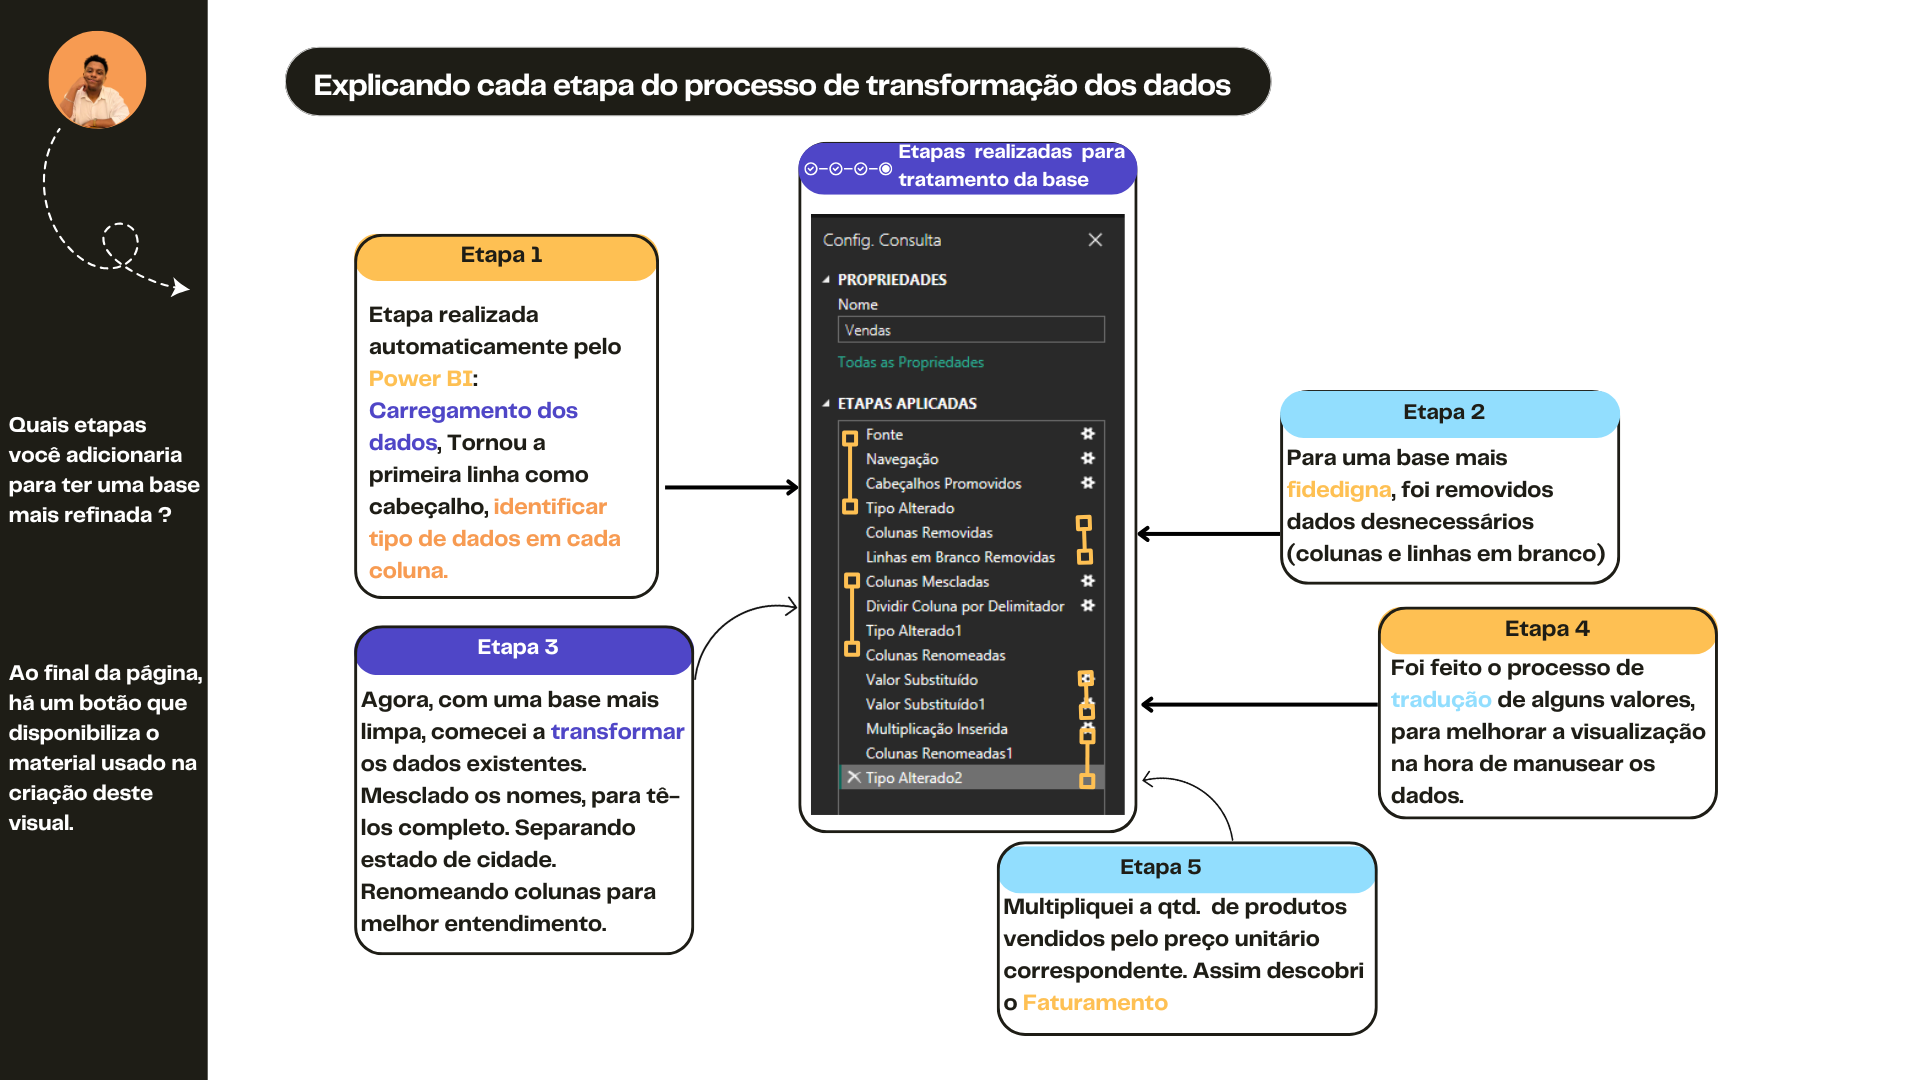 Explicando cada etapa do processo de transformação dos dados
Quais etapas
você adicionaria
para ter uma base
mais refinada ?
Ao final da página,
há um botão que
disponibiliza o
material usado na
criação deste
visual.
Etapa 1
Etapa realizada
automaticamente pelo
Power BI:
Carregamento dos
dados, Tornou a
primeira linha como
cabeçalho, identificar
tipo de dados em cada
coluna.
Etapa 3
Agora, com uma base mais
limpa, comecei a transformar
os dados existentes.
Mesclado os nomes, para tê-
los completo. Separando
estado de cidade.
Renomeando colunas para
melhor entendimento.
Etapas realizadas para
tratamento da base
Config. Consulta
PROPRIEDADES
Nome
Vendas
Todas as Propriedades
ETAPAS APLICADAS
Fonte
Navegação
Cabeçalhos Promovidos
Tipo Alterado
Colunas Removidas
Linhas em Branco Removidas
Colunas Mescladas
Dividir Coluna por Delimitador
Tipo Alterado1
Colunas Renomeadas
Valor Substituído
Valor Substituído1
Multiplicação Inserida
Colunas Renomeadas1
Tipo Alterado2
Etapa 2
Para uma base mais
fidedigna, foi removidos
dados desnecessários
(colunas e linhas em branco)
Etapa 4
Foi feito o processo de
tradução de alguns valores,
para melhorar a visualização
na hora de manusear os
dados.
Etapa 5
Multipliquei a qtd. de produtos
vendidos pelo preço unitário
correspondente. Assim descobri
o Faturamento